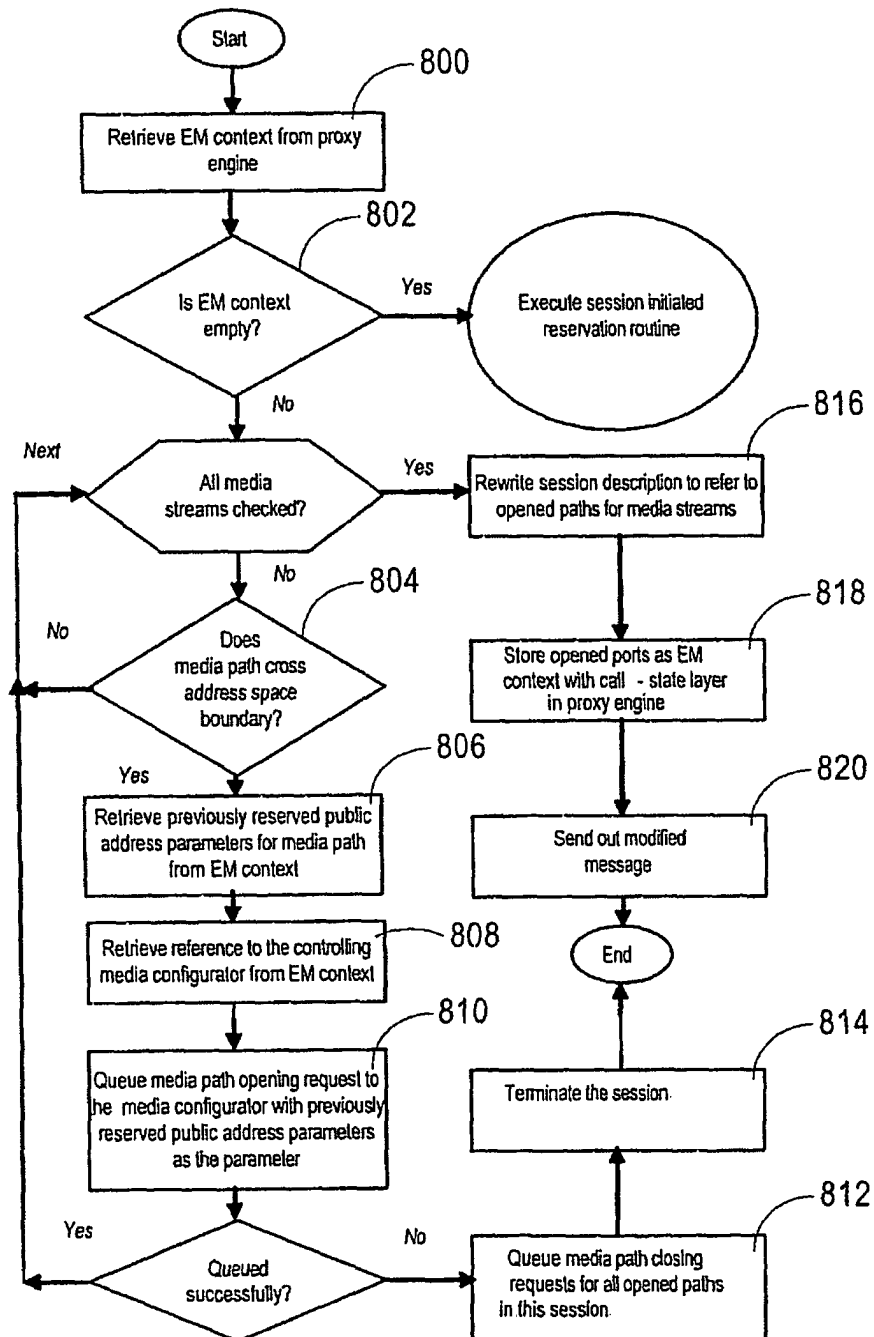 Start
800
Retrieve EM context from proxy
engine
802
Is EM context
empty?
Yes
Execute session initiated
reservation routine
No
Next
All media
streams checked?
Yes
816
Rewrite session description to refer to
opened paths for media streams
No
804
No
Does
media path cross
address space
boundary?
818
Store opened ports as EM
context with call - state layer
in proxy engine
Yes
806
Retrieve previously reserved public
address parameters for media path
from EM context
820
Send out modified
message
808
Retrieve reference to the controlling
media configurator from EM context
End
810
Queue media path opening request to
he media configurator with previously
reserved public address parameters
as the parameter
814
Terminate the session.
Yes
Queued
successfully?
No
812
Queue media path closing
requests for all opened paths
in this session.